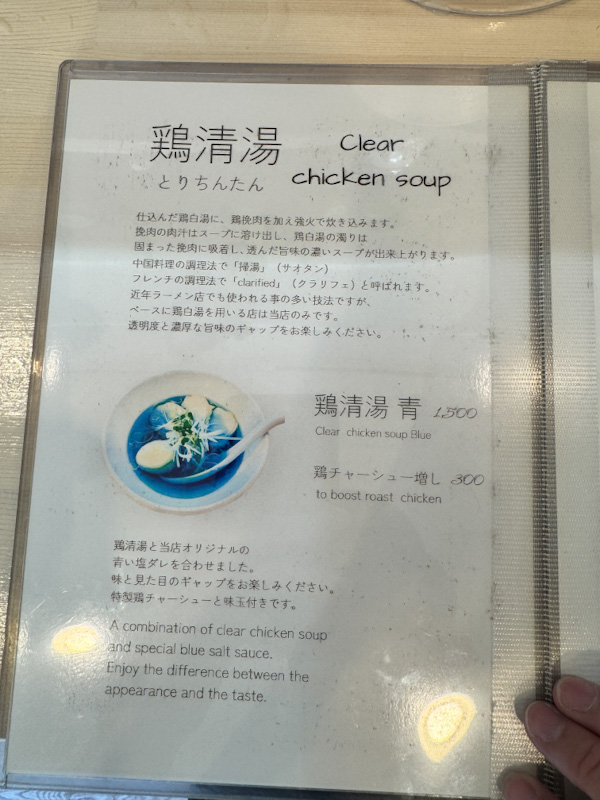 鶏清湯
とりちんたん
Clear
chicken soup
仕込んだ鶏白湯に、鶏挽肉を加え強火で炊き込みます。
挽肉の肉汁はスープに溶け出し、鶏白湯の濁りは
固まった挽肉に吸着し、透んだ旨味の濃いスープが出来上がります。
中国料理の調理法で「掃湯」（サオタン）
フレンチの調理法で「clarified」（クラリフェ）と呼ばれます。
近年ラーメン店でも使われる事の多い技法ですが、
ベースに鶏白湯を用いる店は当店のみです。
透明度と濃厚な旨味のギャップをお楽しみください。
鶏清湯 青 1,500
Clear chicken soup Blue
鶏チャーシュー増し 300
to boost roast chicken
鶏清湯と当店オリジナルの
青い塩ダレを合わせました。
味と見た目のギャップをお楽しみください。
特製鶏チャーシューと味玉付きです。
A combination of clear chicken soup
and special blue salt sauce.
Enjoy the difference between the
appearance and the taste.